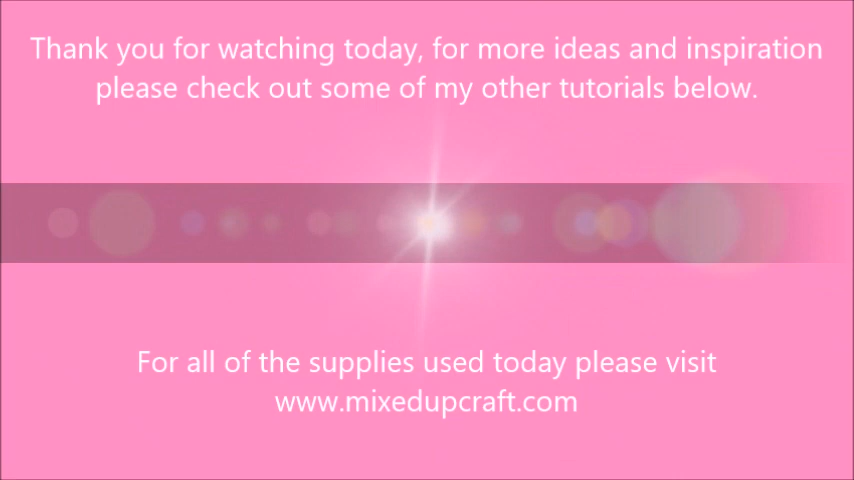 Thank you for watching today, for more ideas and inspiration
please check out some of my other tutorials below.
For all of the supplies used today please visit
www.mixedupcraft.com